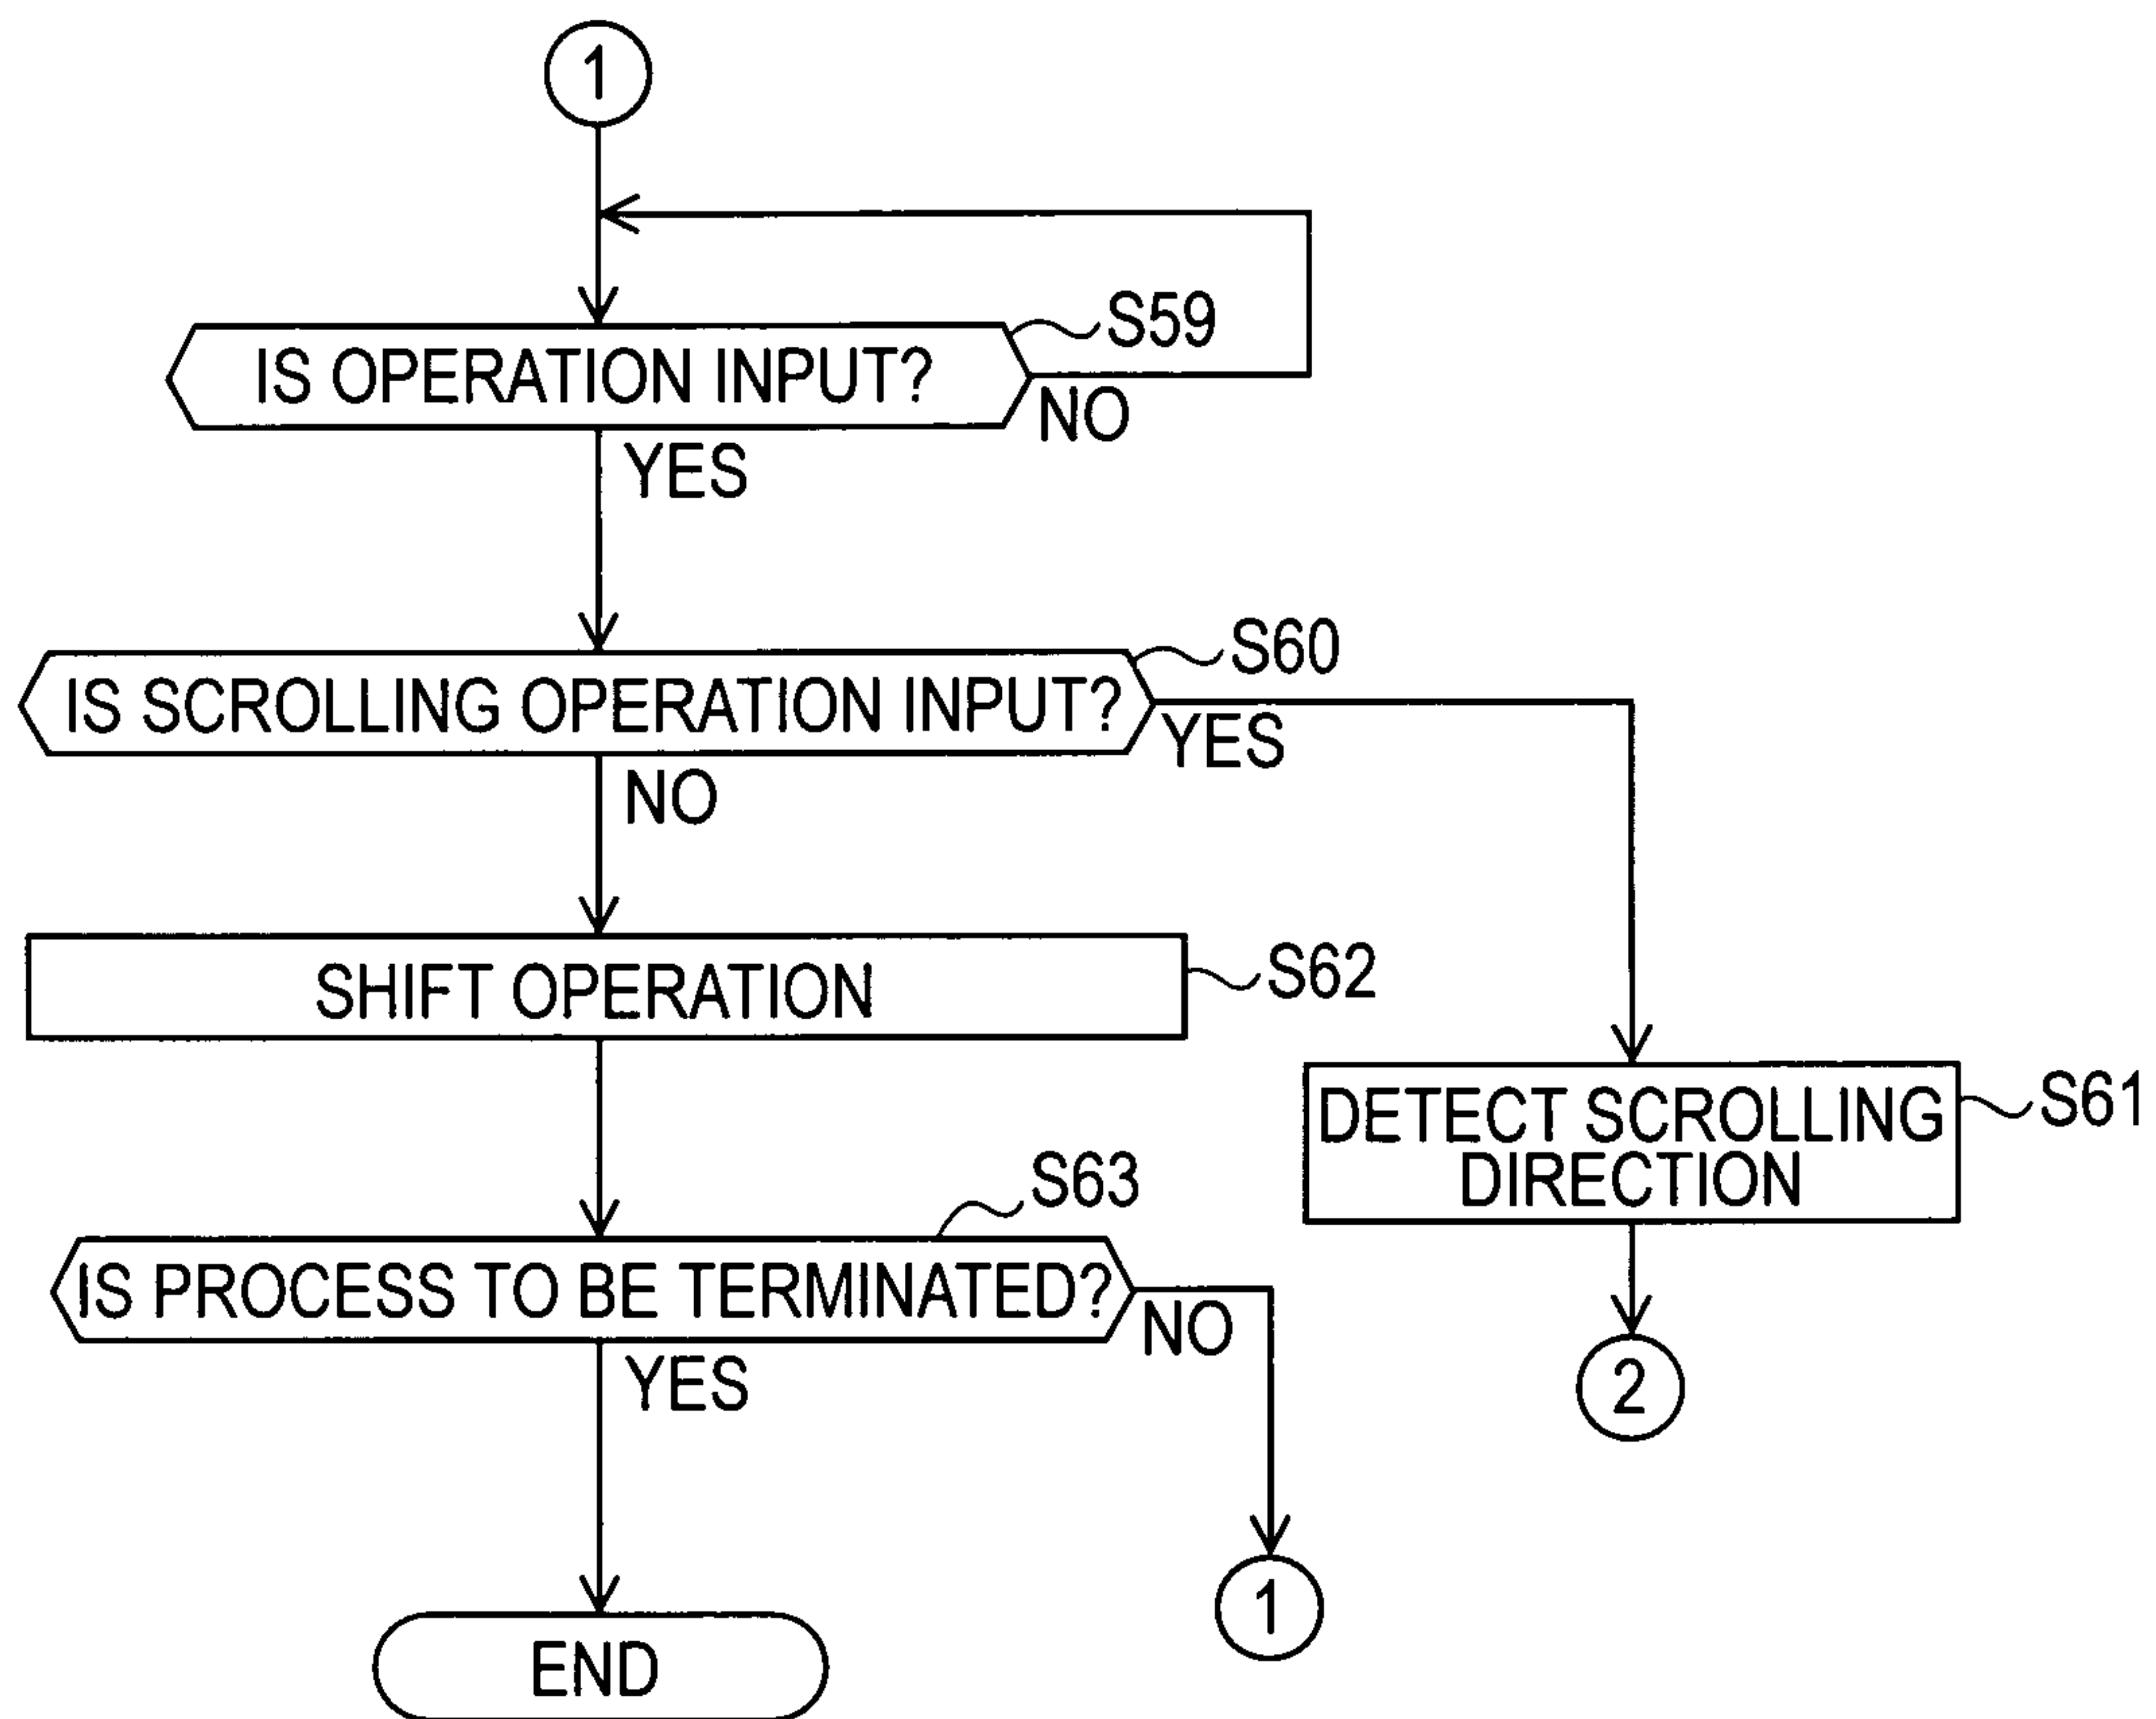 1
S59
IS OPERATION INPUT?
NO
YES
S60
IS SCROLLING OPERATION INPUT?
YES
NO
S62
SHIFT OPERATION
S61
DETECT SCROLLING
DIRECTION
S63
IS PROCESS TO BE TERMINATED?
NO
YES
2
1
END